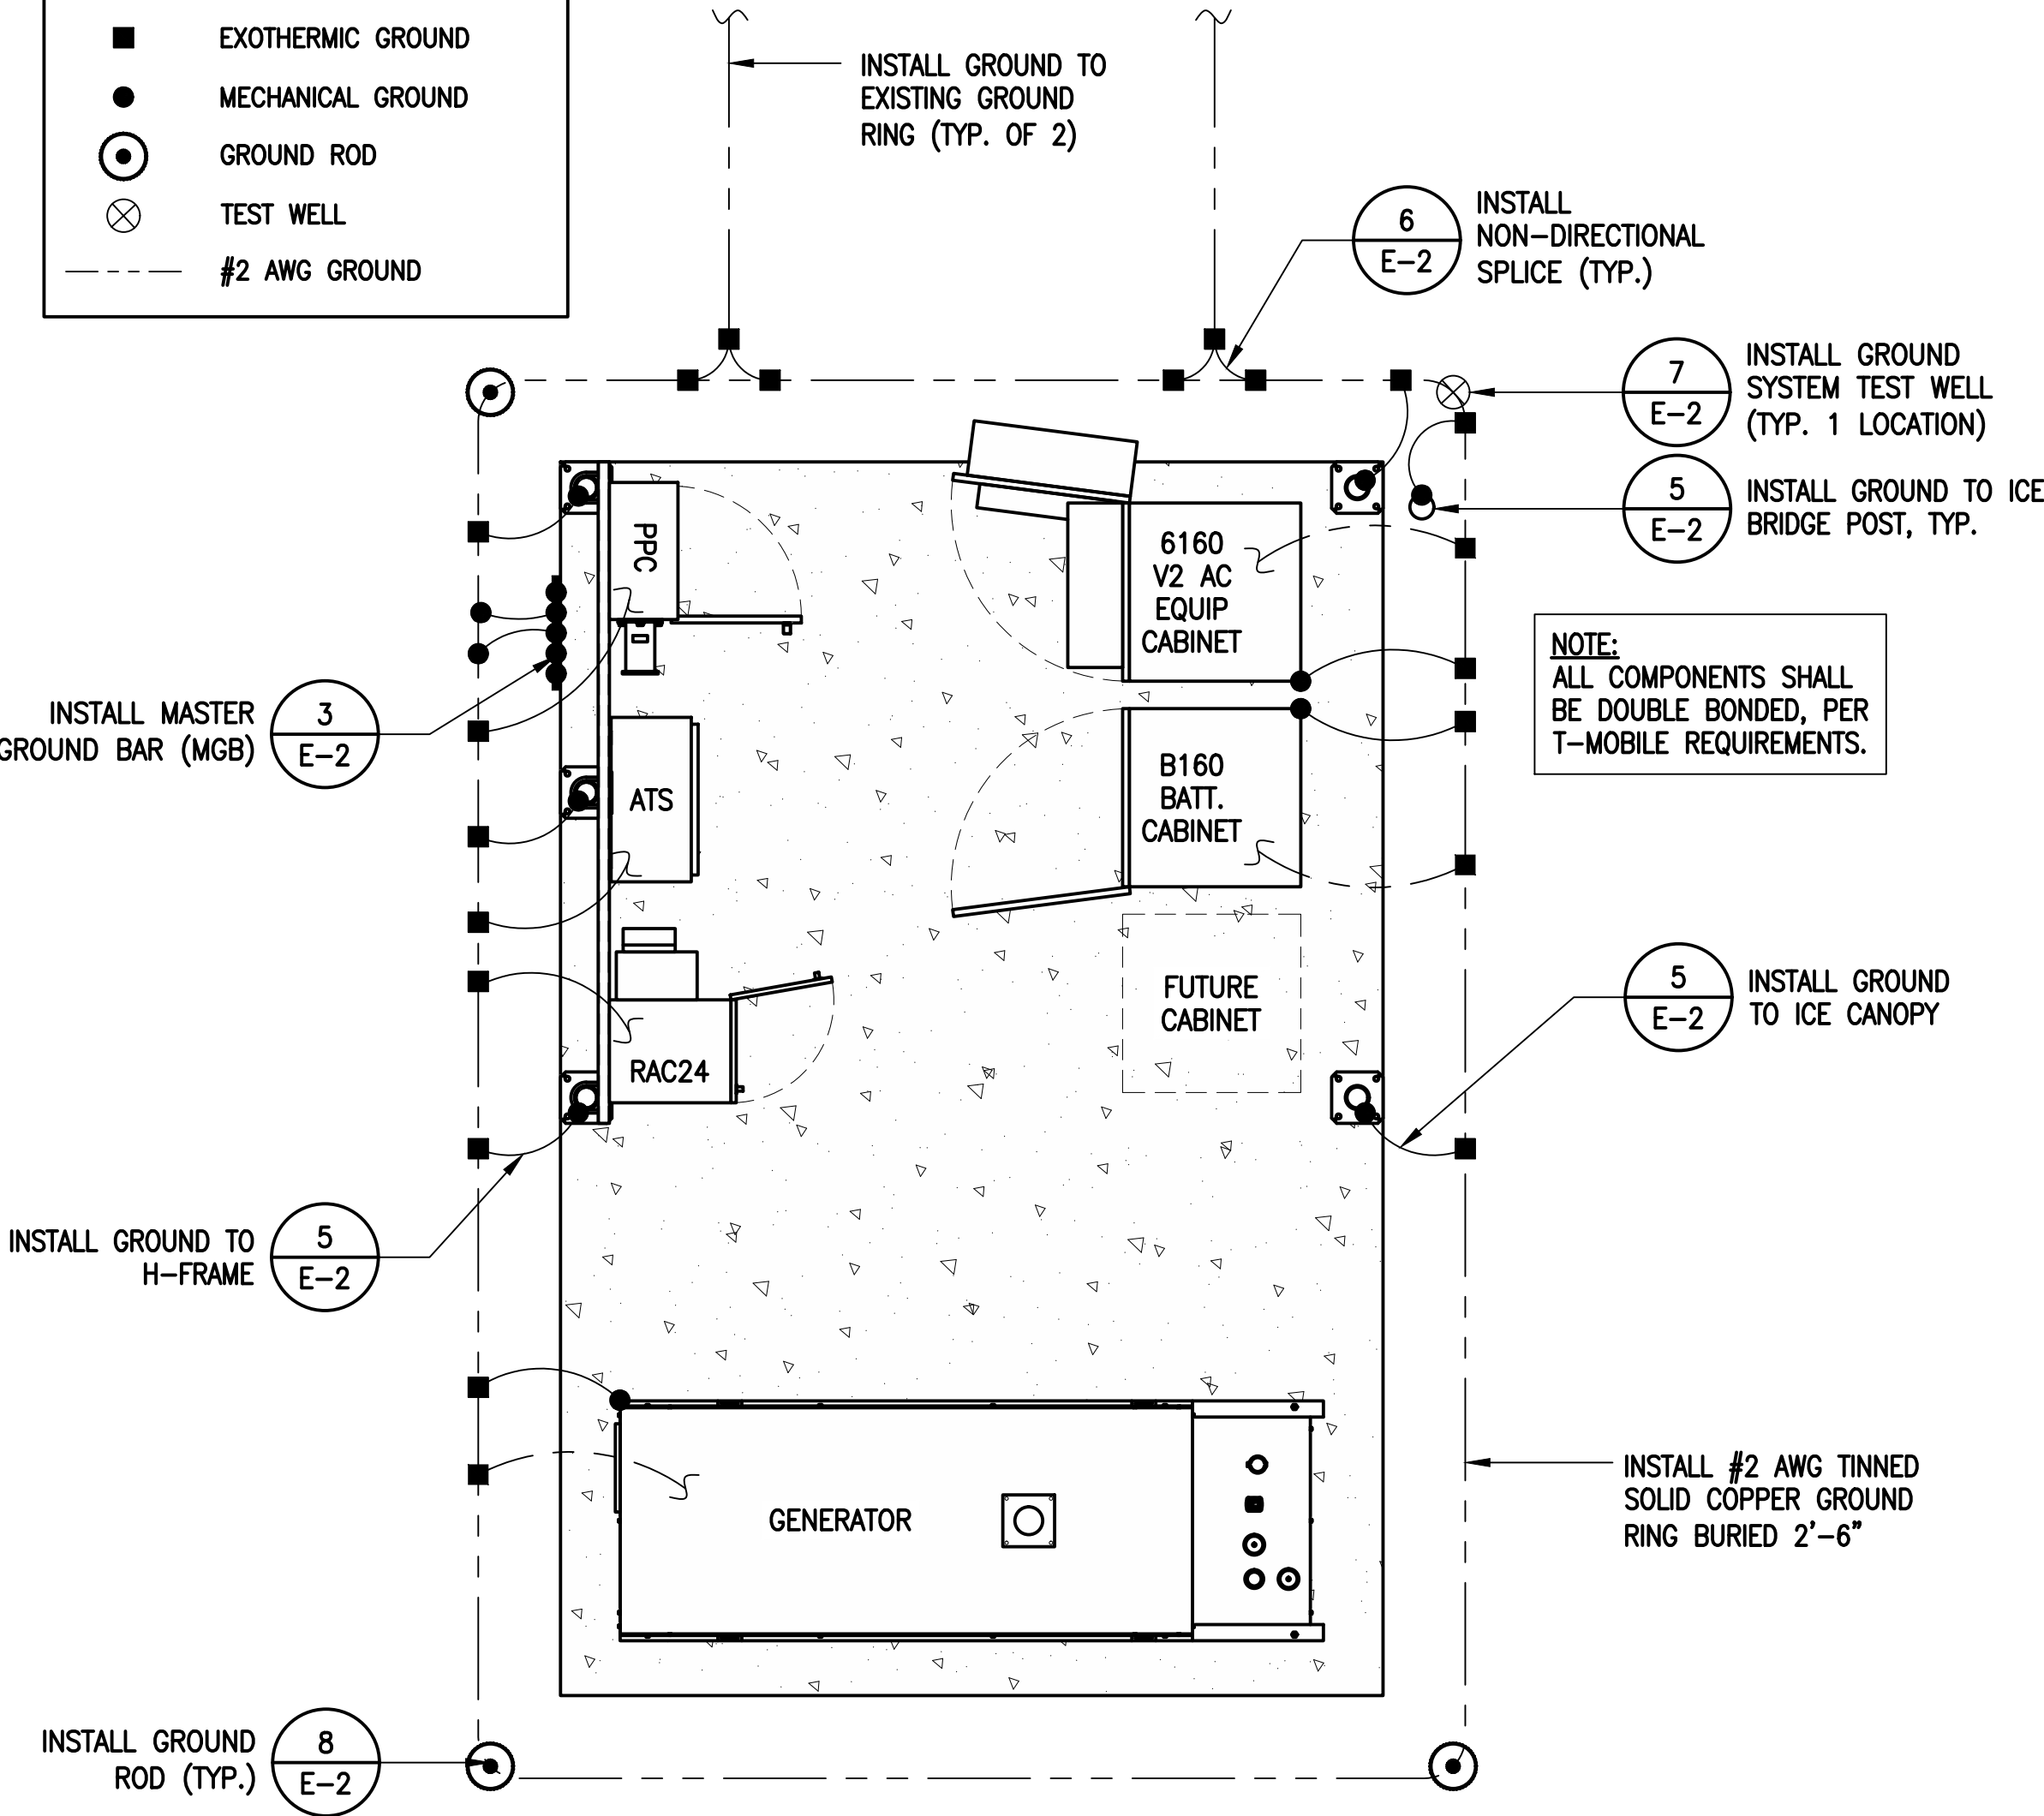 EXOTHERMIC GROUND
MECHANICAL GROUND
GROUND ROD
TEST WELL
#2 AWG GROUND
INSTALL GROUND TO
EXISTING GROUND
RING (TYP. OF 2)
6
E-2
INSTALL
NON-DIRECTIONAL
SPLICE (TYP.)
7
E-2
INSTALL GROUND
SYSTEM TEST WELL
(TYP. 1 LOCATION)
5
E-2
INSTALL GROUND TO ICE
BRIDGE POST, TYP.
PPC
6160
V2 AC
EQUIP
CABINET
NOTE:
ALL COMPONENTS SHALL
BE DOUBLE BONDED, PER
T-MOBILE REQUIREMENTS.
INSTALL MASTER
GROUND BAR (MGB)
3
E-2
ATS
B160
BATT.
CABINET
FUTURE
CABINET
5
E-2
INSTALL GROUND
TO ICE CANOPY
RAC24
INSTALL GROUND TO
H-FRAME
5
E-2
GENERATOR
INSTALL #2 AWG TINNED
SOLID COPPER GROUND
RING BURIED 2'-6"
INSTALL GROUND
ROD (TYP.)
8
E-2